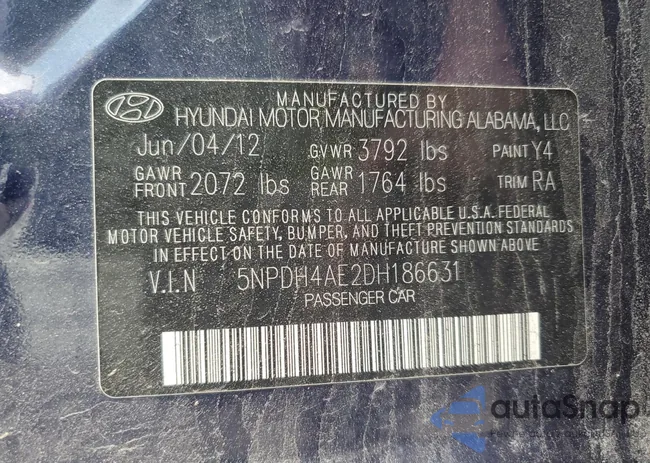 MANUFACTURED BY
HYUNDAI MOTOR MANUFACTURING ALABAMA, LLC
Jun/04/12 GVWR 3792 lbs PAINT Y4
GAWR FRONT 2072 lbs GAWR REAR 1764 lbs TRIM RA
THIS VEHICLE CONFORMS TO ALL APPLICABLE U.S.A. FEDERAL
MOTOR VEHICLE SAFETY, BUMPER, AND THEFT PREVENTION STANDARDS
IN EFFECT ON THE DATE OF MANUFACTURE SHOWN ABOVE.
V.I.N 5NPDH4AE2DH186631
PASSENGER CAR
autoSnap